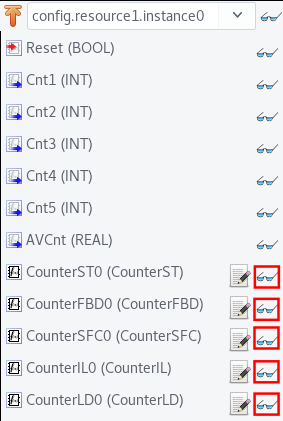 config.resource1.instance0
Reset (BOOL)
Cnt1 (INT)
Cnt2 (INT)
Cnt3 (INT)
Cnt4 (INT)
Cnt5 (INT)
AVCnt (REAL)
CounterST0 (CounterST)
CounterFBD0 (CounterFBD)
CounterSFC0 (CounterSFC)
CounterIL0 (CounterIL)
CounterLD0 (CounterLD)